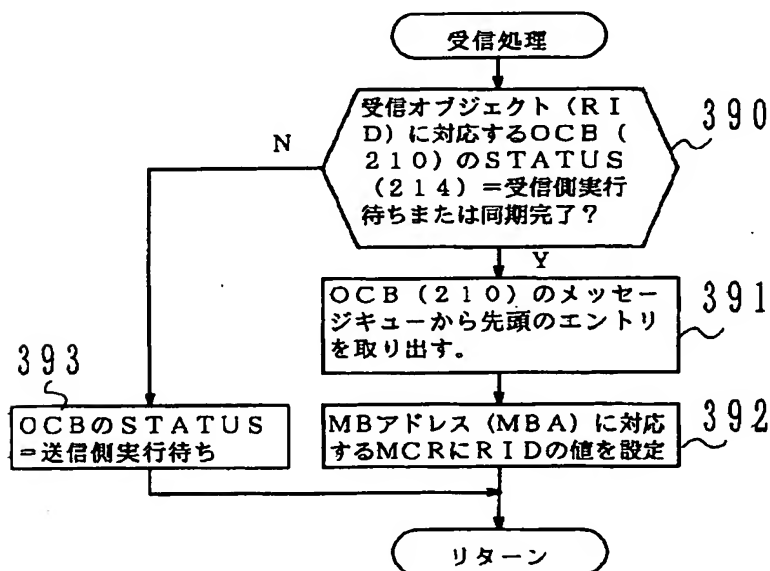 受信処理
受信オブジェクト（RI
D）に対応するOCB（
210）のSTATUS
（214）=受信側実行
待ちまたは同期完了？
390
N
Y
OCB（210）のメッセー
ジキューから先頭のエントリ
を取り出す。
391
393
OCBのSTATUS
=送信側実行待ち
MBアドレス（MBA）に対応
するMCRにRIDの値を設定
392
リターン